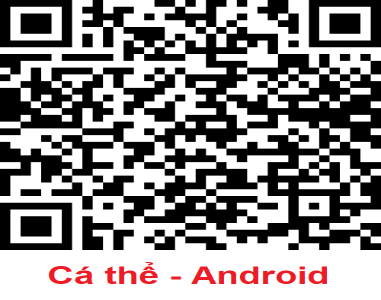 Cá thể - Android